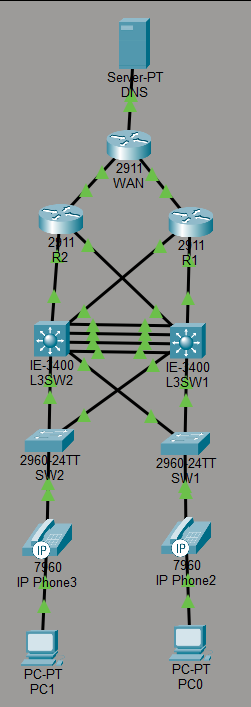 Server-PT
DNS
2911
WAN
2911
R2
2911
R1
IE-3400
L3SW2
IE-3400
L3SW1
2960-24TT
SW2
2960-24TT
SW1
IP
7960
IP Phone3
IP
7960
IP Phone2
PC-PT
PC1
PC-PT
PC0